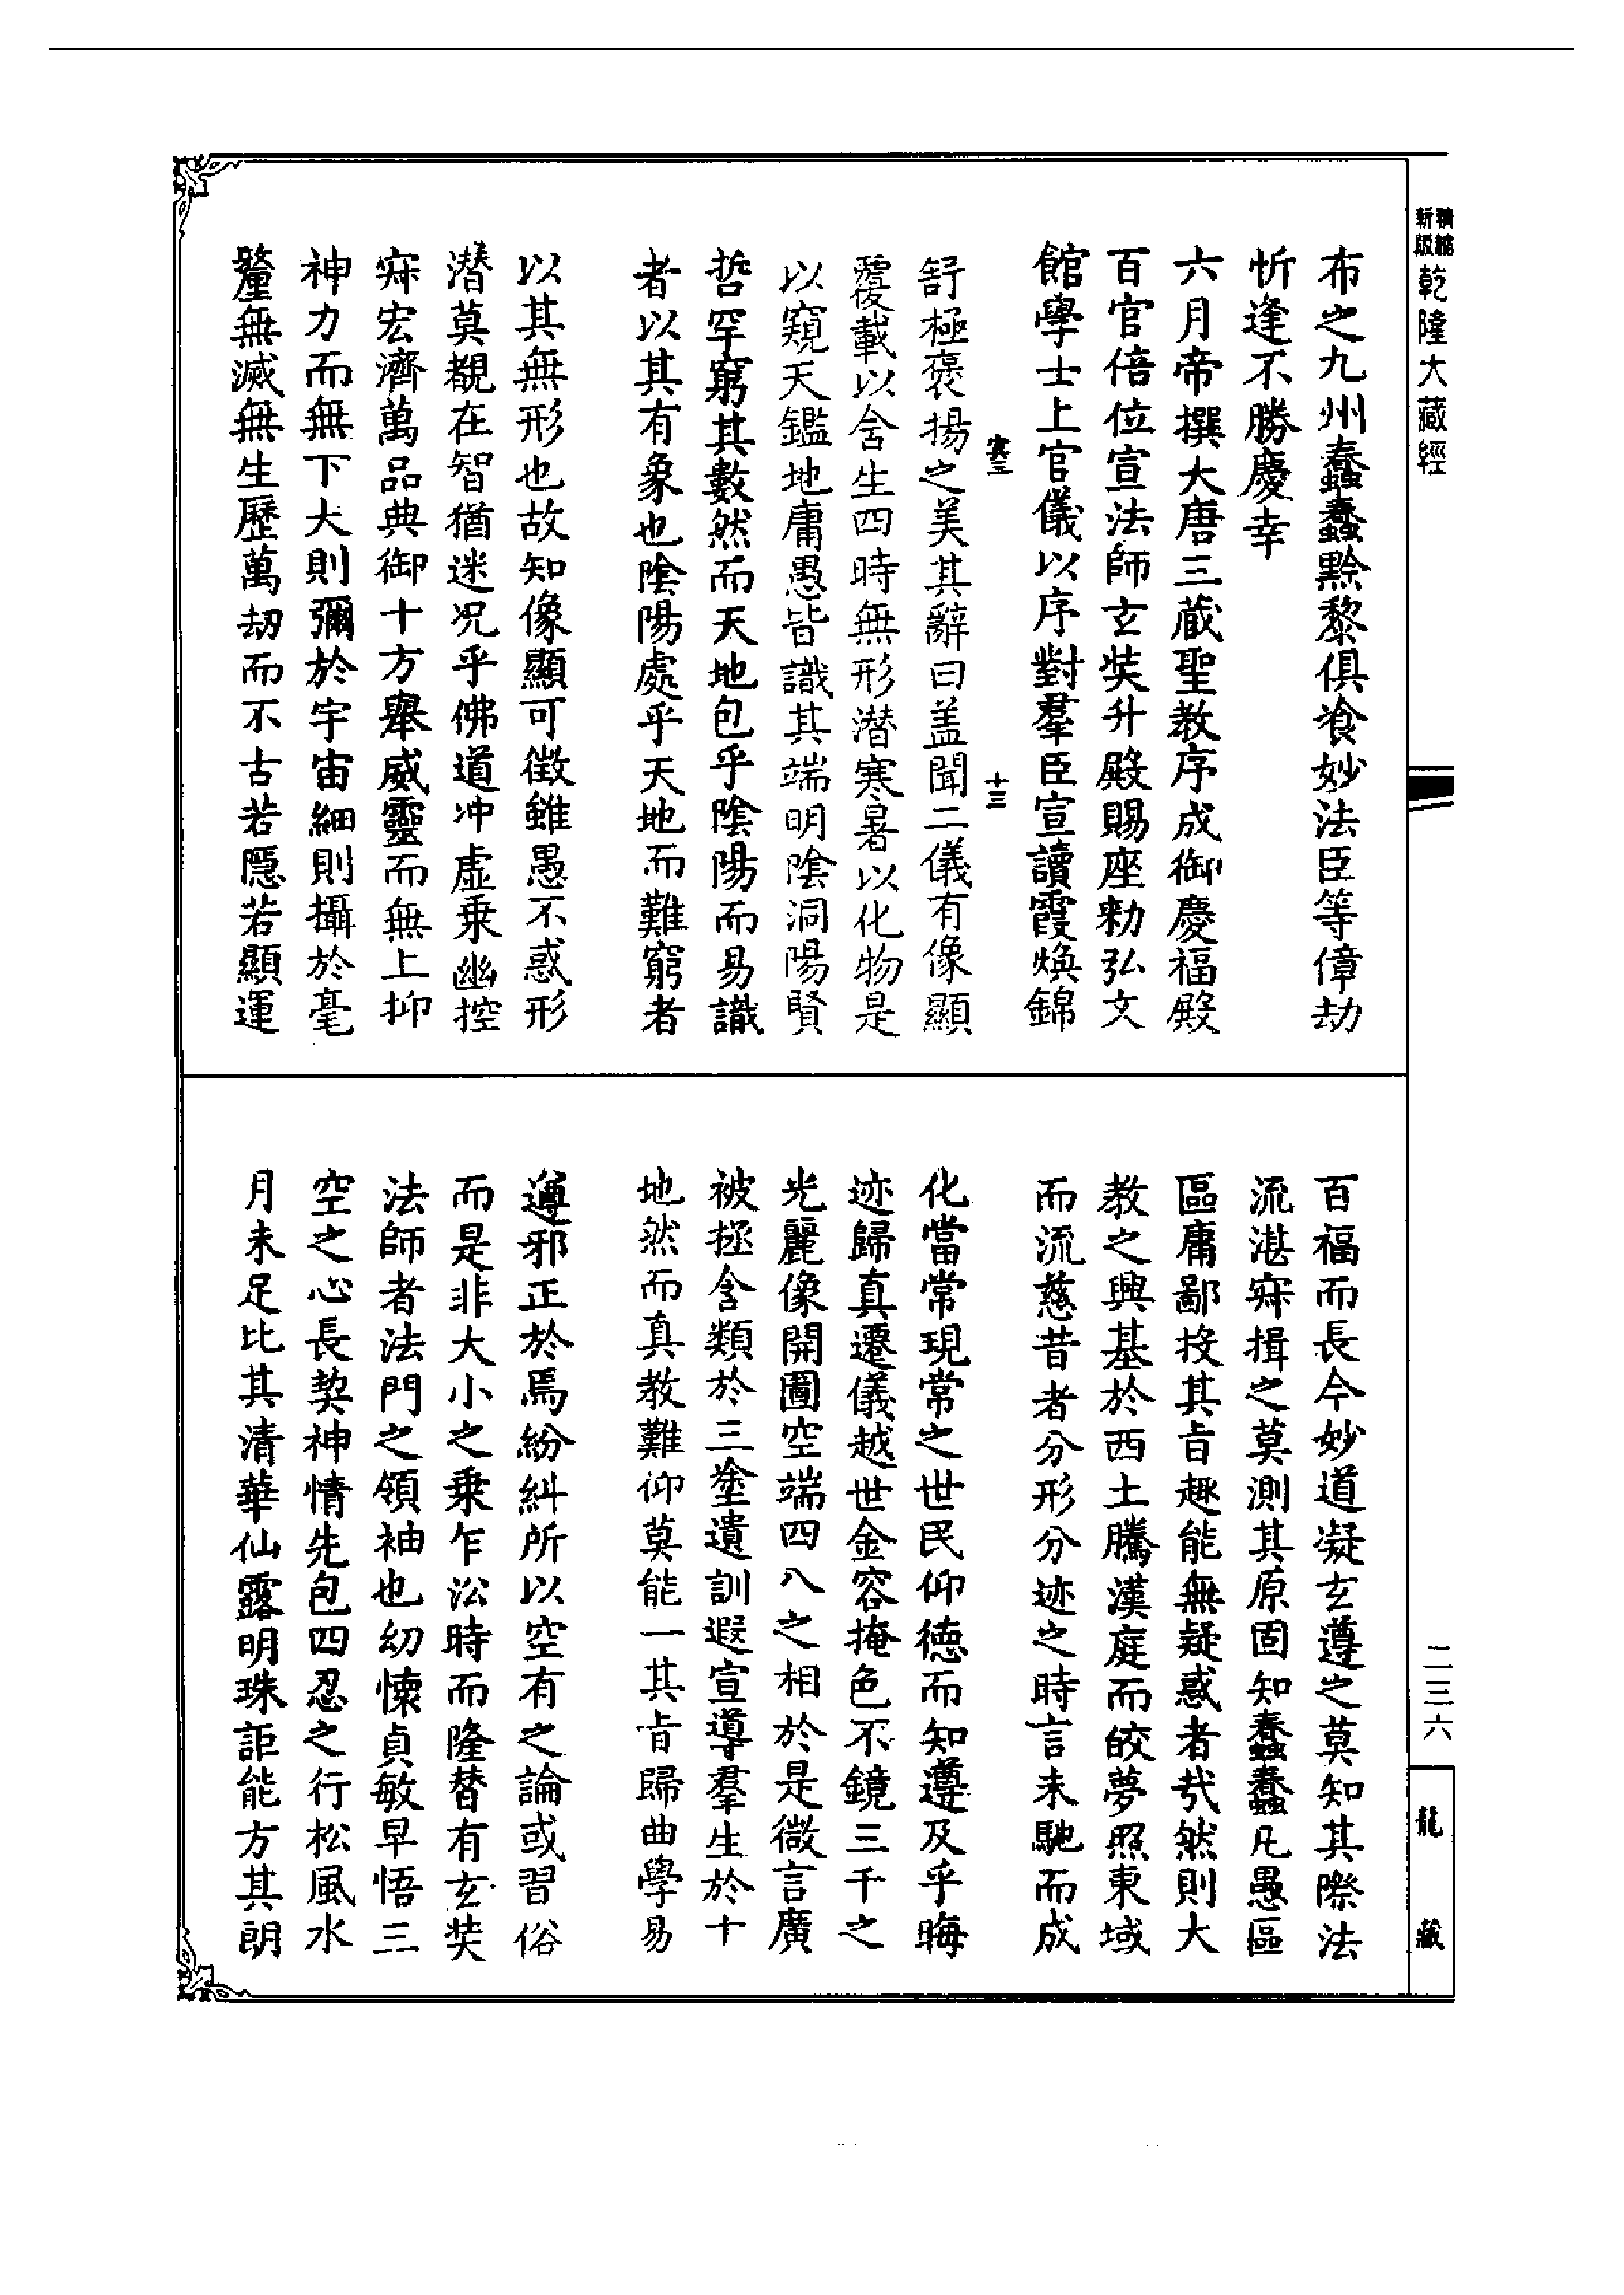 精縮
新版
乾隆大藏經
布之九州蠢蠢黔黎俱飡妙法臣等偉劫
忻逢不勝慶幸
六月帝撰大唐三藏聖教序成御慶福殿
百官倍位宣法師玄奘升殿賜座勑弘文
館學士上官儀以序對羣臣宣讀霞煥錦
十三
舒極褒揚之美其辭曰盖聞二儀有像顯
覆載以含生四時無形潛寒暑以化物是
以窺天鑑地庸愚皆識其端明陰洞陽賢
哲罕窮其數然而天地包乎陰陽而易識
者以其有象也陰陽處乎天地而難窮者
以其無形也故知像顯可徵雖愚不惑形
潛莫覩在智猶迷况乎佛道冲虛乘幽控
寂宏濟萬品典御十方舉威靈而無上抑
神力而無下大則彌於宇宙細則攝於毫
釐無滅無生歷萬劫而不古若隱若顯運
百福而長今妙道凝玄遵之莫知其際法
流湛寂揖之莫測其原固知蠢蠢凡愚區
區庸鄙投其旨趣能無疑惑者哉然則大
教之興基於西土騰漢庭而皎夢照東域
而流慈昔者分形分迹之時言未馳而成
化當常現常之世民仰德而知遵及乎晦
迹歸真遷儀越世金容掩色不鏡三千之
光麗像開圖空端四八之相於是微言廣
被拯含類於三塗遺訓遐宣導羣生於十
地然而真教難仰莫能一其旨歸曲學易
遵邪正於焉紛糾所以空有之論或習俗
而是非大小之乘乍沿時而隆替有玄奘
法師者法門之領袖也幼懷貞敏早悟三
空之心長契神情先包四忍之行松風水
月未足比其清華仙露明珠詎能方其朗
二三六
龍藏